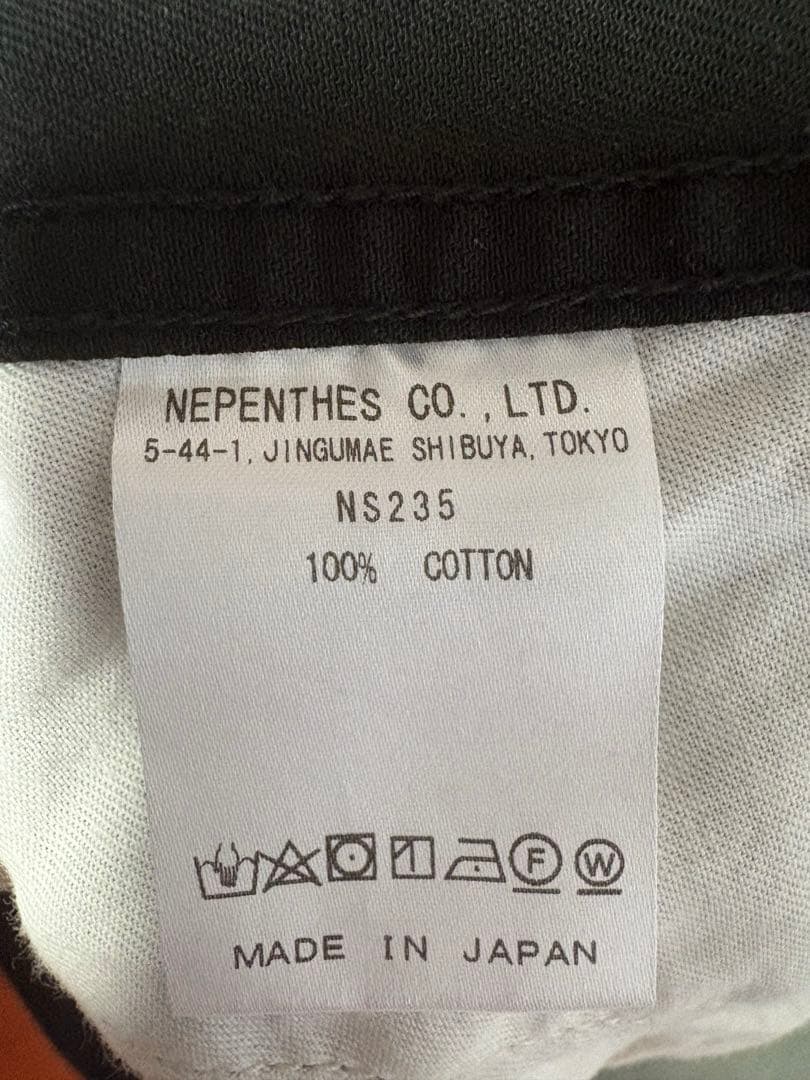 NEPENTHES CO.,LTD.
5-44-1, JINGUMAE SHIBUYA, TOKYO
NS235
100% COTTON
F W
MADE IN JAPAN